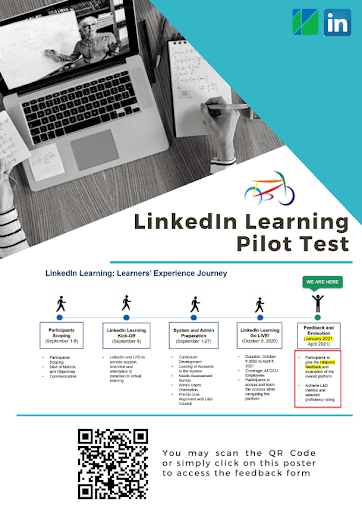 in
LinkedIn Learning
Pilot Test
LinkedIn Learning: Learners' Experience Journey
WE ARE HERE
Participants
Scoping
(September 1-8)
Participants
Scoping
of Metrics
and Objectives
Communication
LinkedIn Learning
Kick-Off
(September 8)
LinkedIn and LPD to
provide support,
overview and
orientation to
transition to virtual
learning
System and Admin
Preparation
(September 1-27)
Curriculum
Development
Loading of Accounts
in the System
Needs Assessment
Survey
Admin Users
Orientation
Pre-Go Live
Alignment with L&D
Council
LinkedIn Learning
Go LIVE!
(October 5, 2020)
Duration: October
5 2020 to April 5,
2021
Coverage: All CCU
Employees
Participants to
access and learn
the courses while
navigating the
platform
Feedback and
Evaluation
(January 2021
April 2021)
Participants to
give the
feedback and
evaluation of the
overall platform
Achieve L&D
metrics and
selected
proficiency rating
You may scan the QR Code
or simply click on this poster
to access the feedback form